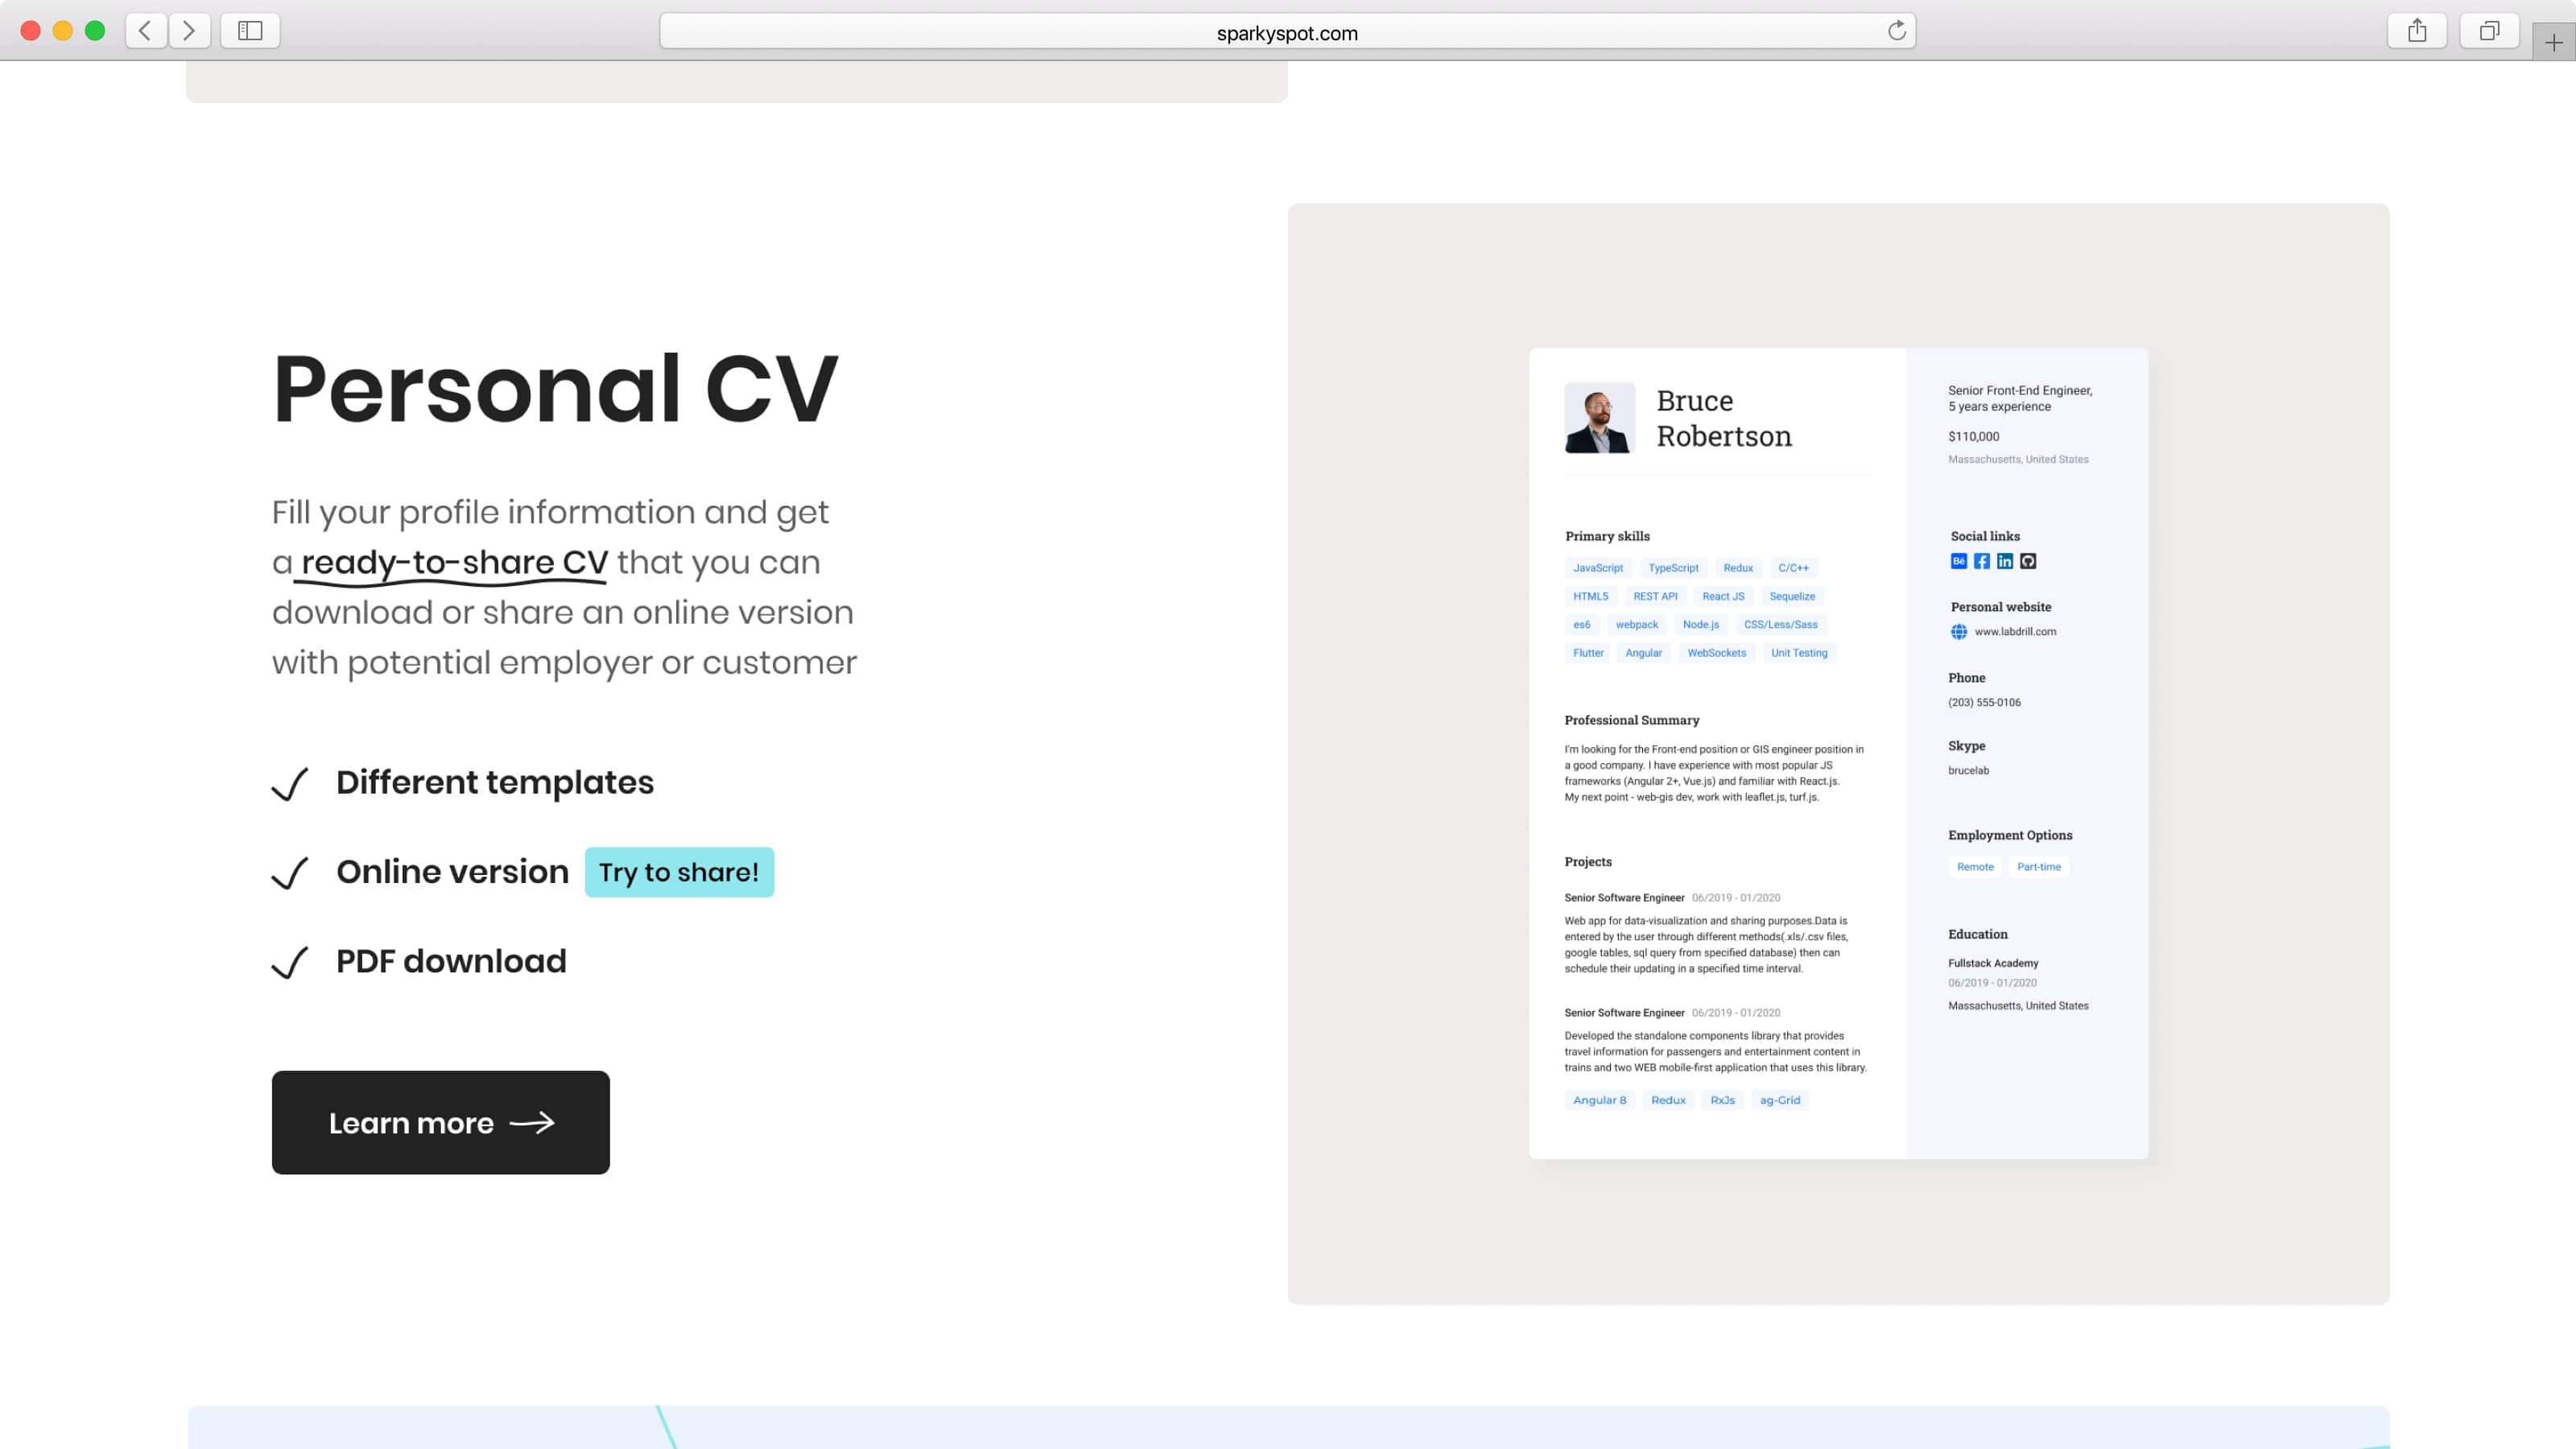 sparkyspot.com
Personal CV
Fill your profile information and get
a ready-to-share CV that you can
download or share an online version
with potential employer or customer
Different templates
Online version Try to share!
PDF download
Learn more
Bruce
Robertson
Primary skills
JavaScript TypeScript Redux C/C++
HTML5 REST API React JS Sequelize
es6 webpack Node.js CSS/Less/Sass
Flutter Angular WebSockets Unit Testing
Professional Summary
I'm looking for the Front-end position or GIS engineer position in
a good company. I have experience with most popular JS
frameworks (Angular 2+, Vue.js) and familiar with React.js.
My next point - web-gis dev, work with leaflet.js, turf.js.
Projects
Senior Software Engineer 06/2019 - 01/2020
Web app for data-visualization and sharing purposes.Data is
entered by the user through different methods(.xls/.csv files,
google tables, sql query from specified database) then can
schedule their updating in a specified time interval.
Senior Software Engineer 06/2019 - 01/2020
Developed the standalone components library that provides
travel information for passengers and entertainment content in
trains and two WEB mobile-first application that uses this library.
Angular 8 Redux RxJs ag-Grid
Senior Front-End Engineer,
5 years experience
$110,000
Massachusetts, United States
Social links
Bē f in
Personal website
www.labdrill.com
Phone
(203) 555-0106
Skype
brucelab
Employment Options
Remote Part-time
Education
Fullstack Academy
06/2019 - 01/2020
Massachusetts, United States